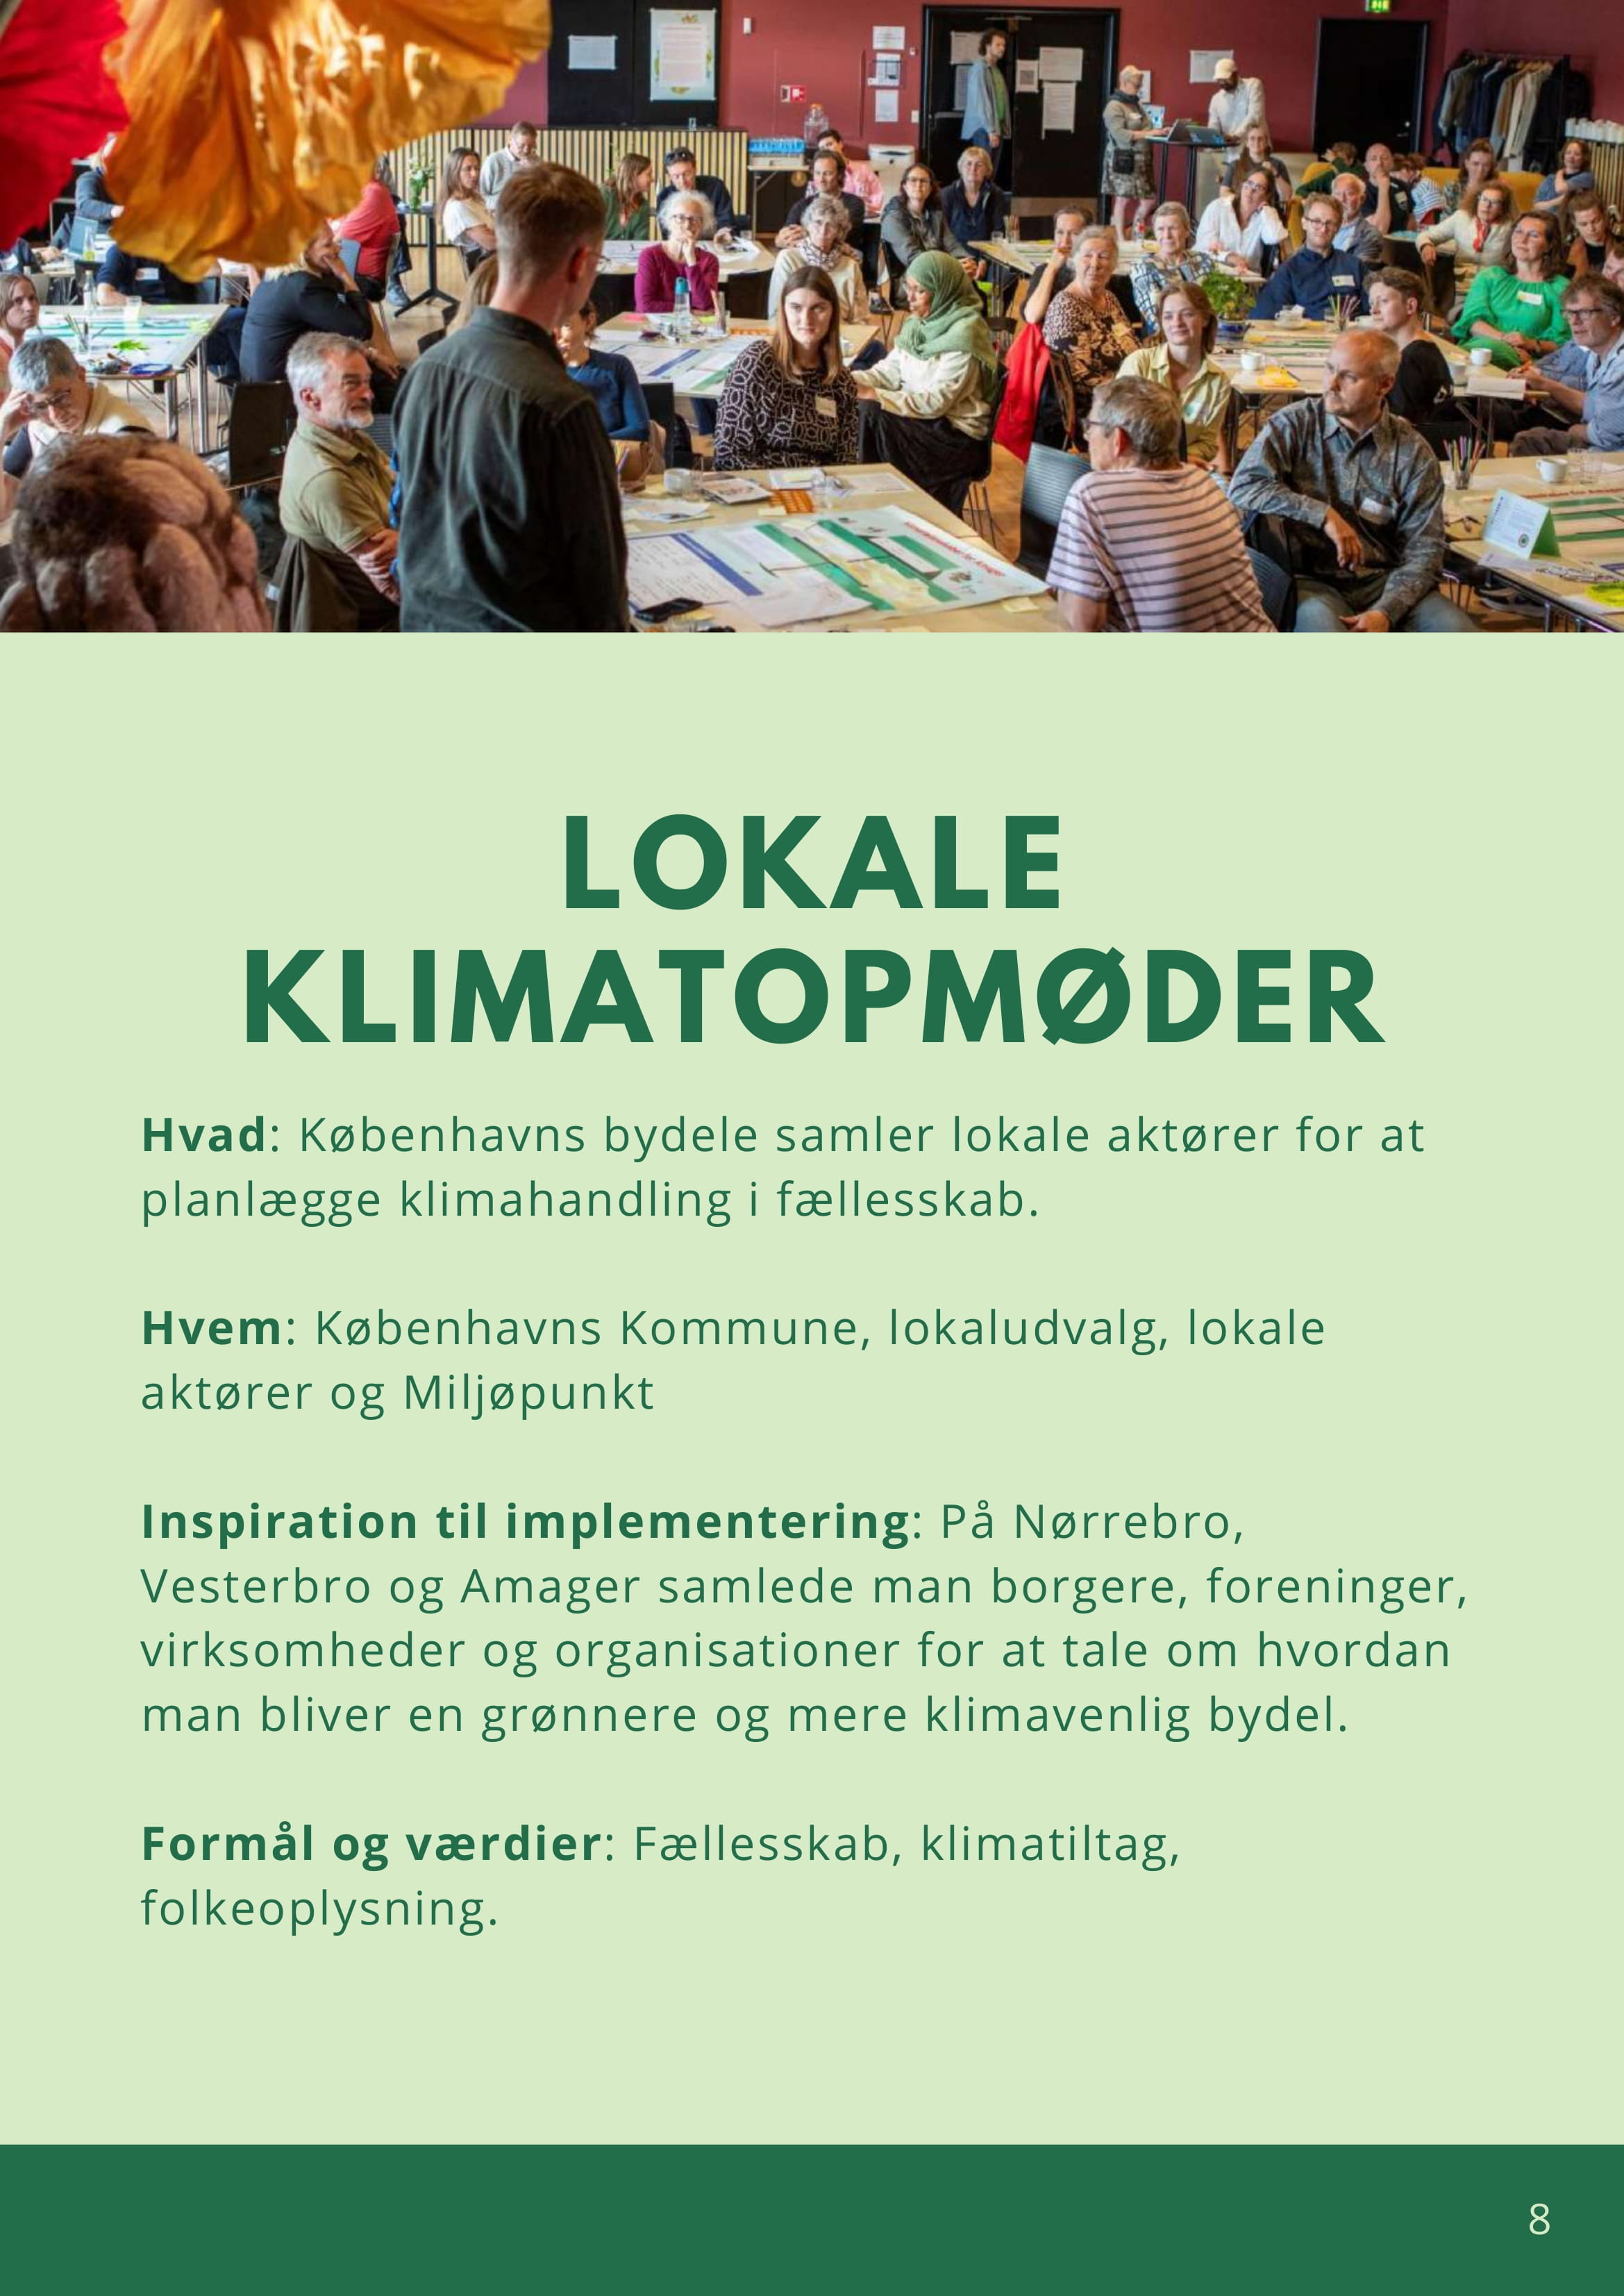 LOKALE
KLIMATOPMØDER
Hvad: Københavns bydele samler lokale aktører for at
planlægge klimahandling i fællesskab.
Hvem: Københavns Kommune, lokaludvalg, lokale
aktører og Miljøpunkt
Inspiration til implementering: På Nørrebro,
Vesterbro og Amager samlede man borgere, foreninger,
virksomheder og organisationer for at tale om hvordan
man bliver en grønnere og mere klimavenlig bydel.
Formål og værdier: Fællesskab, klimatiltag,
folkeoplysning.
8